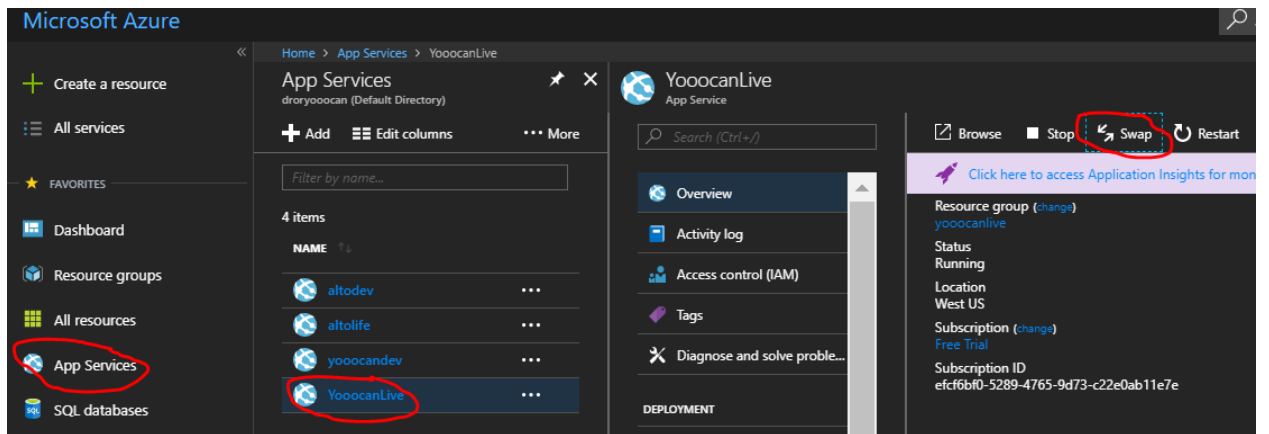 Microsoft Azure
Create a resource
All services
FAVORITES
Dashboard
Resource groups
All resources
App Services
SQL databases
Home > App Services > YooocanLive
App Services
droryooocan (Default Directory)
Add Edit columns More
Filter by name...
4 items
NAME
altodev
altolife
yooocandev
YooocanLive
YooocanLive
App Service
Search (Ctrl+/)
Overview
Activity log
Access control (IAM)
Tags
Diagnose and solve proble...
DEPLOYMENT
Browse Stop Swap Restart
Click here to access Application Insights for mon
Resource group (change)
yooocanlive
Status
Running
Location
West US
Subscription (change)
Free Trial
Subscription ID
efcf6bf0-5289-4765-9d73-c22e0ab11e7e